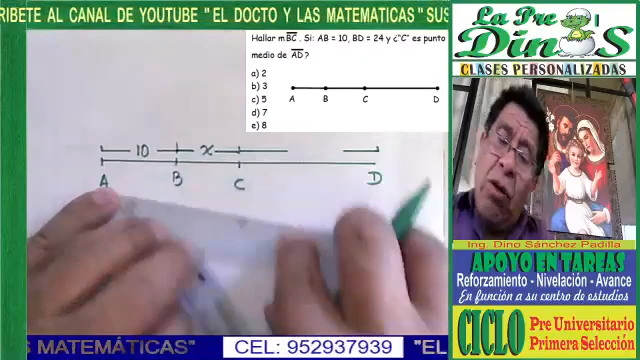 RIBETE AL CANAL DE YOUTUBE "EL DOCTO Y LAS MATEMATICAS" SUS
Hallar mBC . Si: AB = 10, BD = 24 y ¿"C" es punto
medio de AD?
a) 2
b) 3
c) 5
d) 7
e) 8
A B C D
10 x
A B C D
La Pre
DinoS
CLASES PERSONALIZADAS
Ing. Dino Sánchez Padilla
APOYO EN TAREAS
Reforzamiento - Nivelación - Avance
En función a su centro de estudios
CICLO Pre Universitario
Primera Selección
S MATEMÁTICAS"
CEL: 952937939
"EL